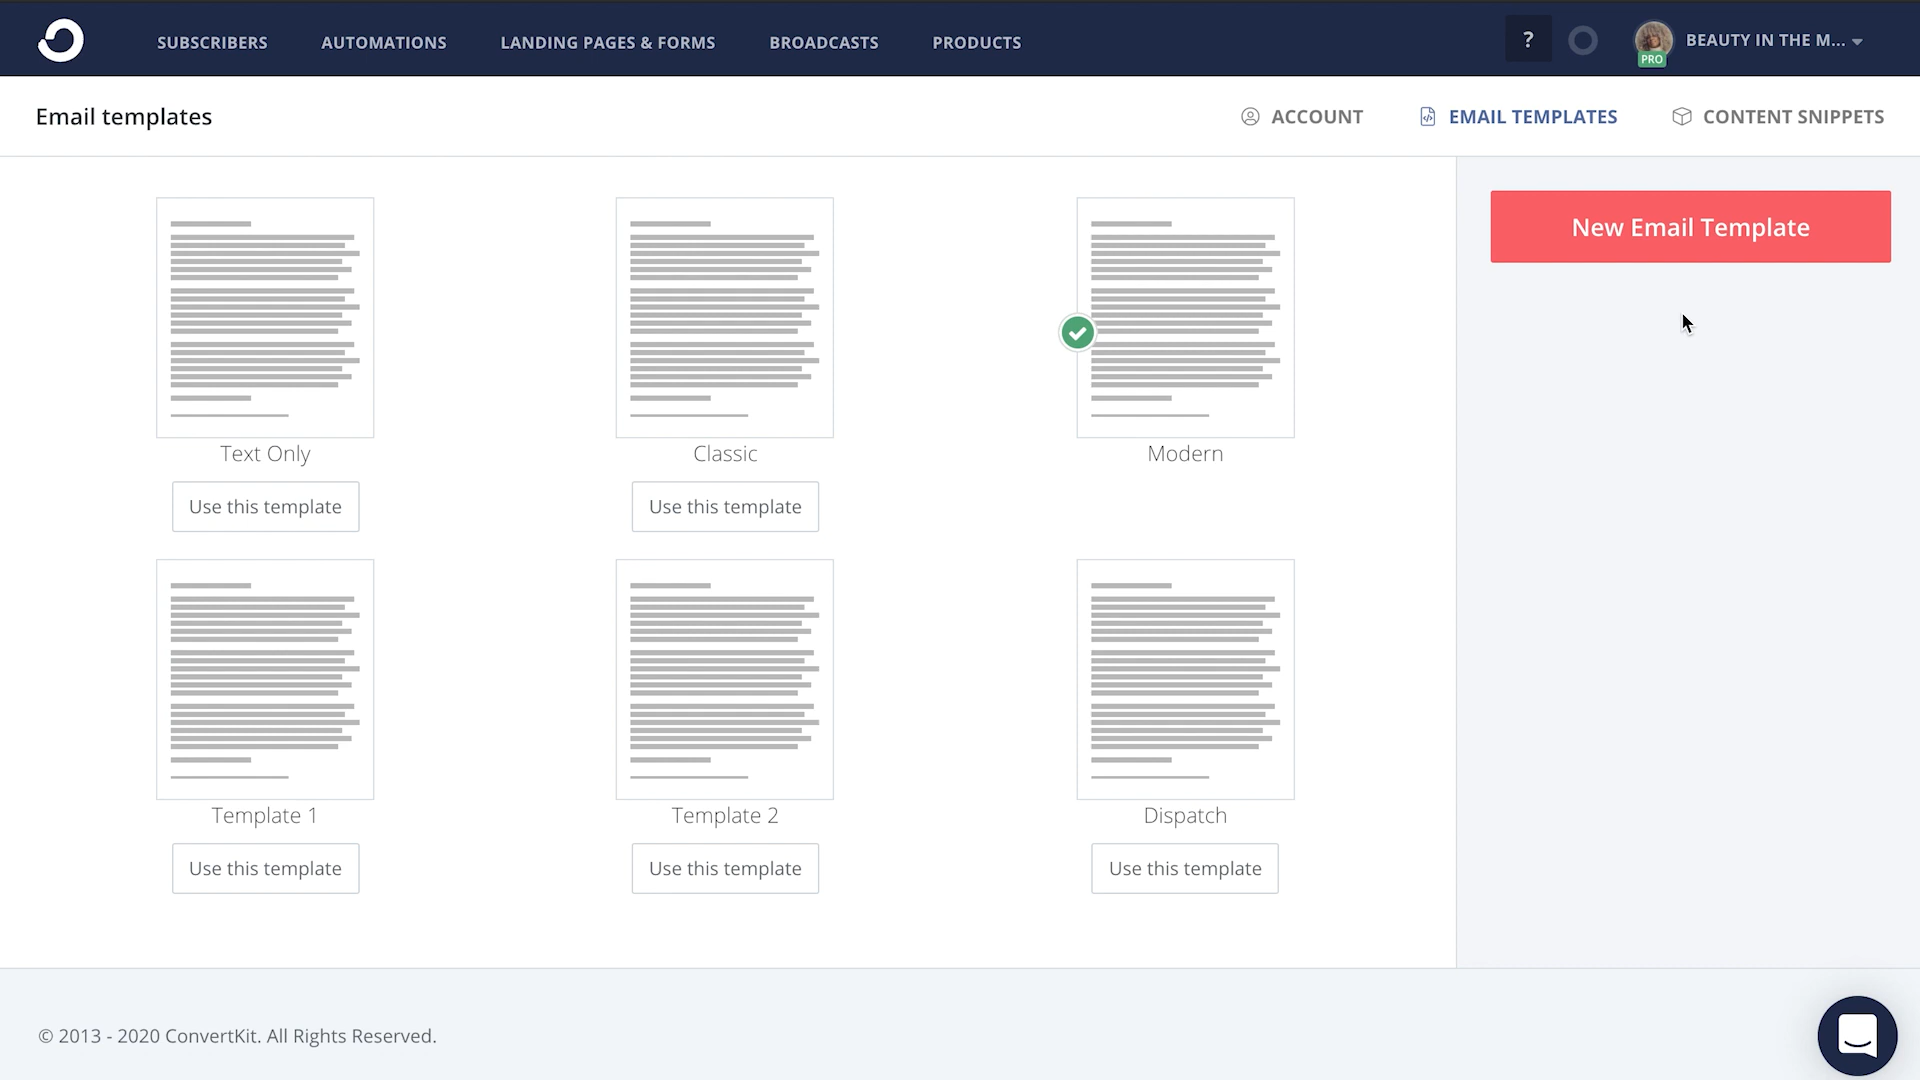 SUBSCRIBERS AUTOMATIONS LANDING PAGES & FORMS BROADCASTS PRODUCTS ? PRO BEAUTY IN THE M...
Email templates ACCOUNT EMAIL TEMPLATES CONTENT SNIPPETS
New Email Template
Text Only Classic Modern
Use this template Use this template
Template 1 Template 2 Dispatch
Use this template Use this template Use this template
© 2013 - 2020 ConvertKit. All Rights Reserved.